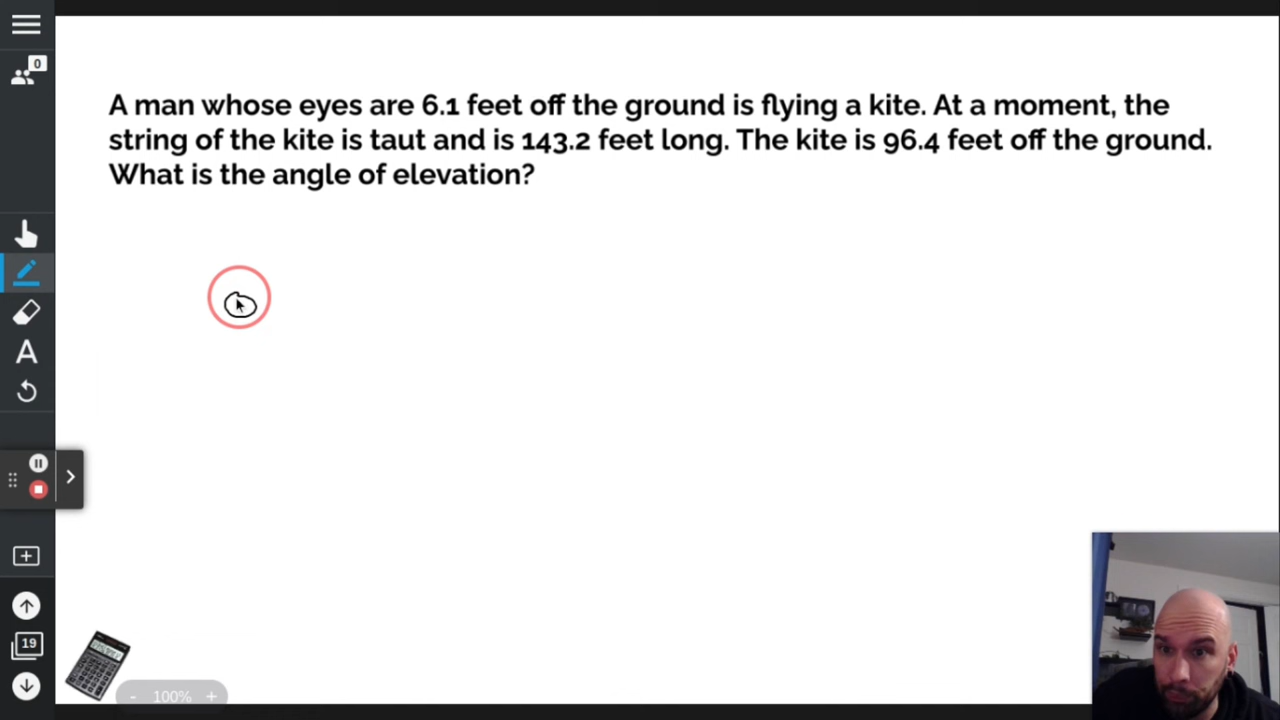 0
A man whose eyes are 6.1 feet off the ground is flying a kite. At a moment, the
string of the kite is taut and is 143.2 feet long. The kite is 96.4 feet off the ground.
What is the angle of elevation?
A
19
- 100% +